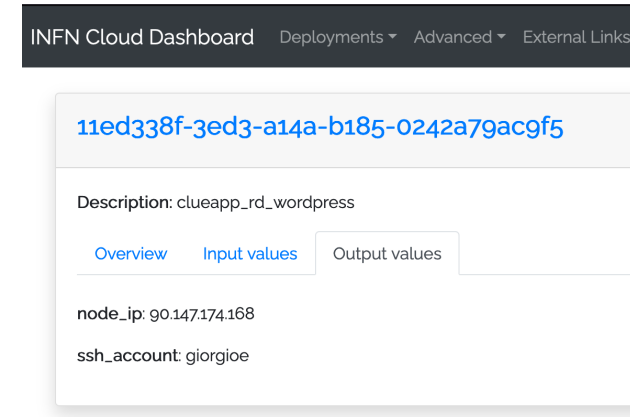 INFN Cloud Dashboard Deployments Advanced External Links
11ed338f-3ed3-a14a-b185-0242a79ac9f5
Description: clueapp_rd_wordpress
Overview Input values Output values
node_ip: 90.147.174.168
ssh_account: giorgioe